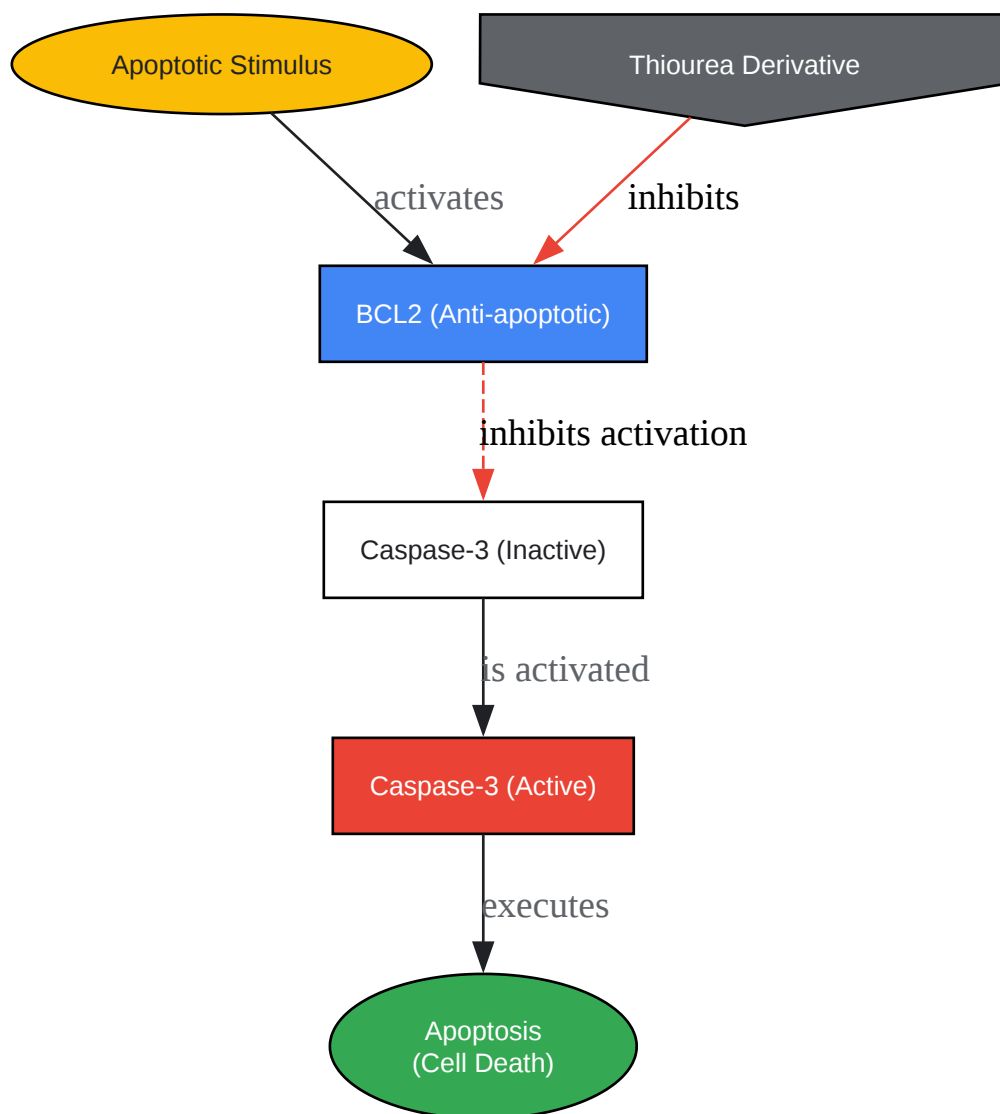 Apoptotic Stimulus
Thiourea Derivative
activates
inhibits
BCL2 (Anti-apoptotic)
inhibits activation
Caspase-3 (Inactive)
is activated
Caspase-3 (Active)
executes
Apoptosis
(Cell Death)